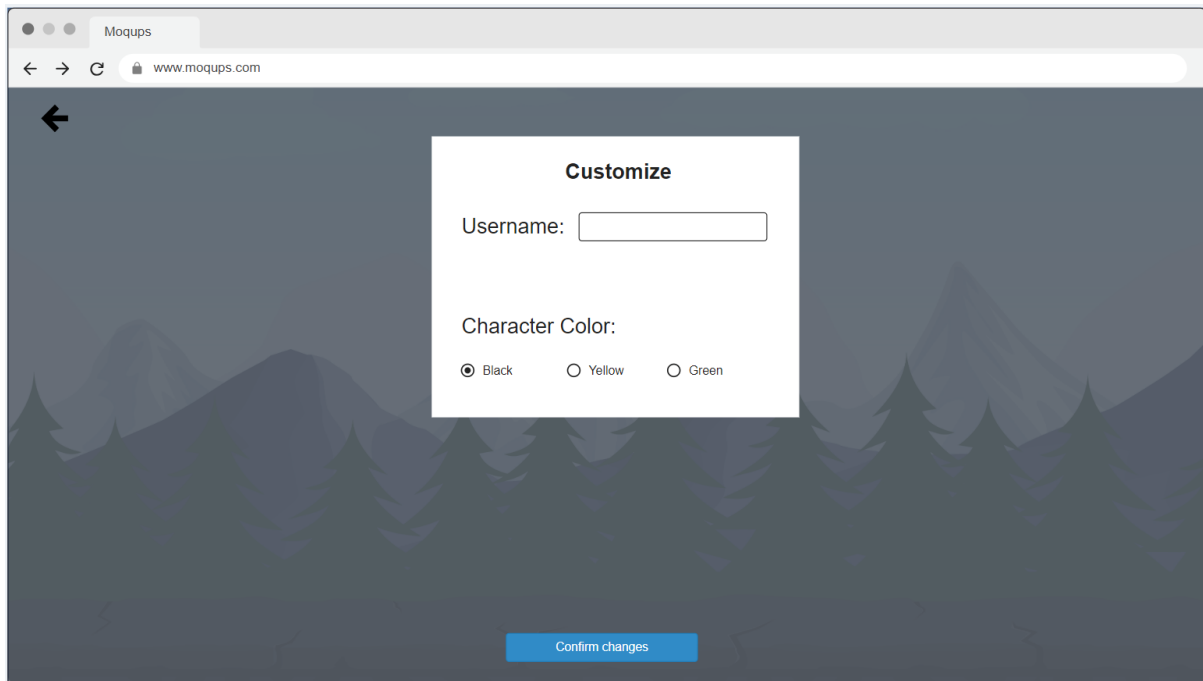 Moqups
www.moqups.com
Customize
Username:
Character Color:
Black Yellow Green
Confirm changes